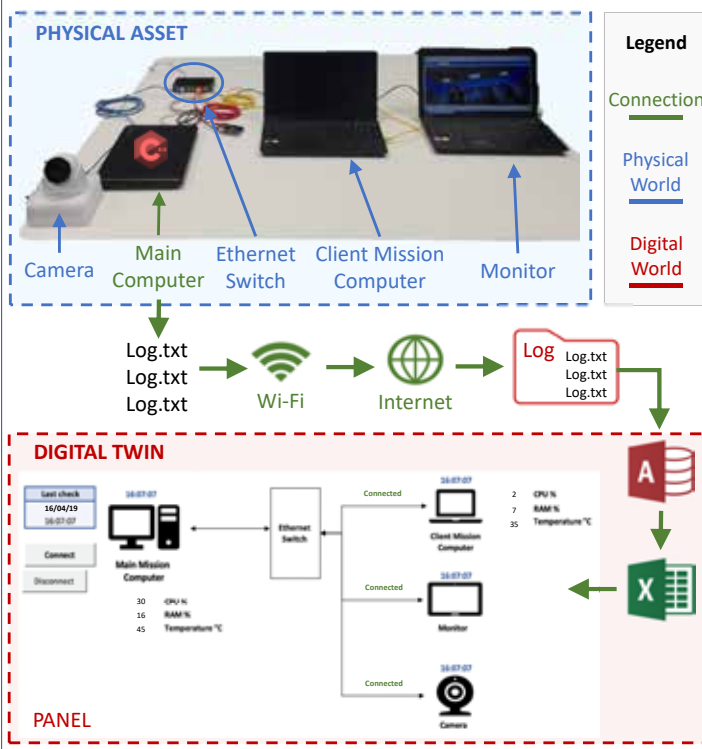 PHYSICAL ASSET
Camera
Main
Computer
Ethernet
Switch
Client Mission
Computer
Monitor
Legend
Connection
Physical
World
Digital
World
Log.txt
Log.txt
Log.txt
Wi-Fi
Internet
Log
Log.txt
Log.txt
Log.txt
A
X
DIGITAL TWIN
Last check
16/04/19
16:07:07
Connect
Disconnect
16:07:07
Main Mission
Computer
30 CPU %
16 RAM %
45 Temperature °C
Ethernet
Switch
Connected
16:07:07
Client Mission
Computer
2 CPU %
7 RAM %
35 Temperature °C
Connected
16:07:07
Monitor
Connected
16:07:07
Camera
PANEL